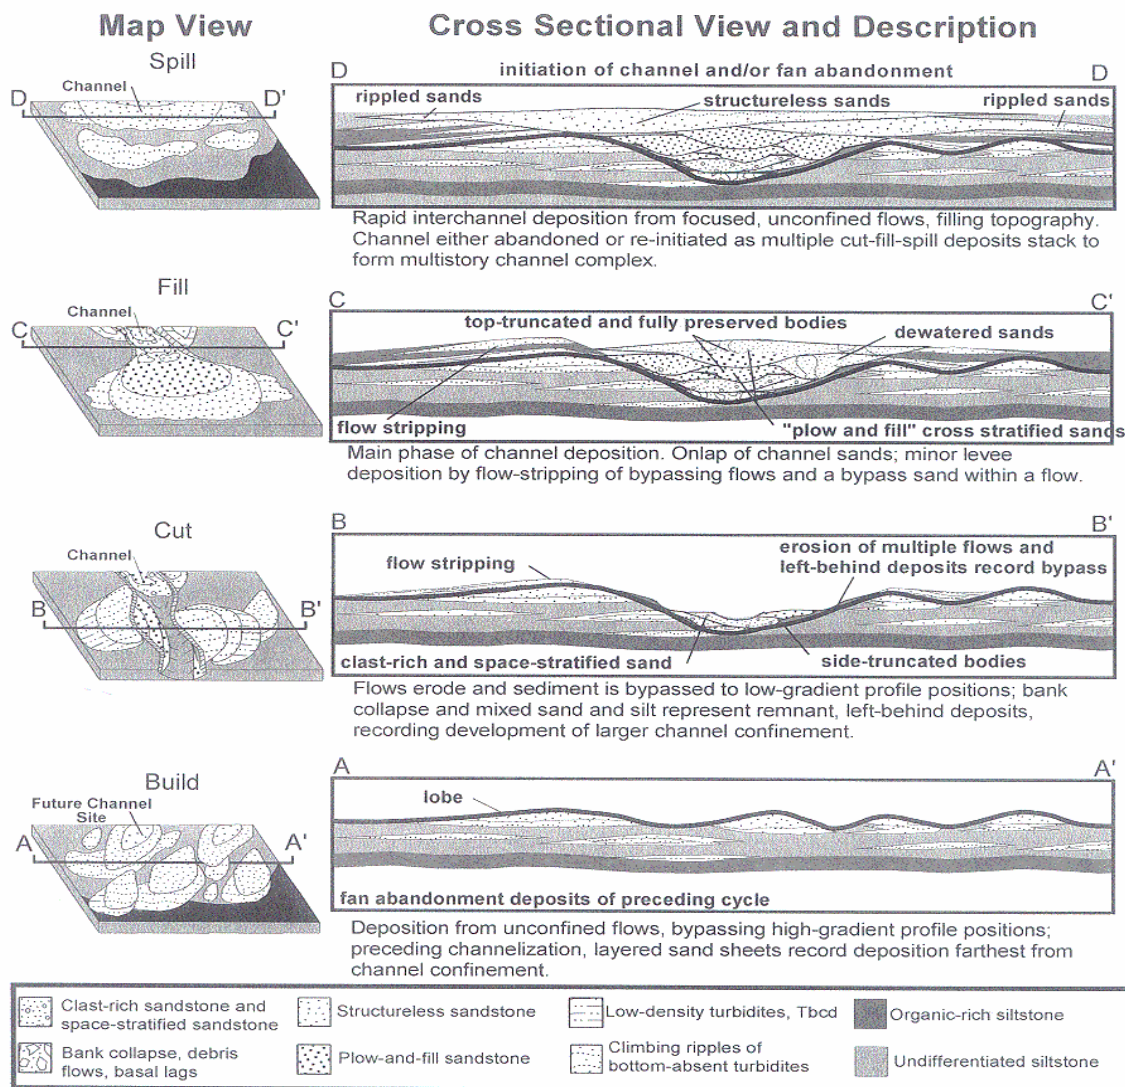 Map View
Cross Sectional View and Description
Spill
Channel
D
D'
D
D
initiation of channel and/or fan abandonment
rippled sands
structureless sands
rippled sands
Rapid interchannel deposition from focused, unconfined flows, filling topography.
Channel either abandoned or re-initiated as multiple cut-fill-spill deposits stack to
form multistory channel complex.
Fill
Channel
C
C'
C
C'
top-truncated and fully preserved bodies
dewatered sands
flow stripping
"plow and fill" cross stratified sands
Main phase of channel deposition. Onlap of channel sands; minor levee
deposition by flow-stripping of bypassing flows and a bypass sand within a flow.
Cut
Channel
B
B'
B
B'
flow stripping
erosion of multiple flows and
left-behind deposits record bypass
clast-rich and space-stratified sand
side-truncated bodies
Flows erode and sediment is bypassed to low-gradient profile positions; bank
collapse and mixed sand and silt represent remnant, left-behind deposits,
recording development of larger channel confinement.
Build
Future Channel
Site
A
A'
A
A'
lobe
fan abandonment deposits of preceding cycle
Deposition from unconfined flows, bypassing high-gradient profile positions;
preceding channelization, layered sand sheets record deposition farthest from
channel confinement.
Clast-rich sandstone and
space-stratified sandstone
Structureless sandstone
Low-density turbidites, Tbcd
Organic-rich siltstone
Bank collapse, debris
flows, basal lags
Plow-and-fill sandstone
Climbing ripples of
bottom-absent turbidites
Undifferentiated siltstone